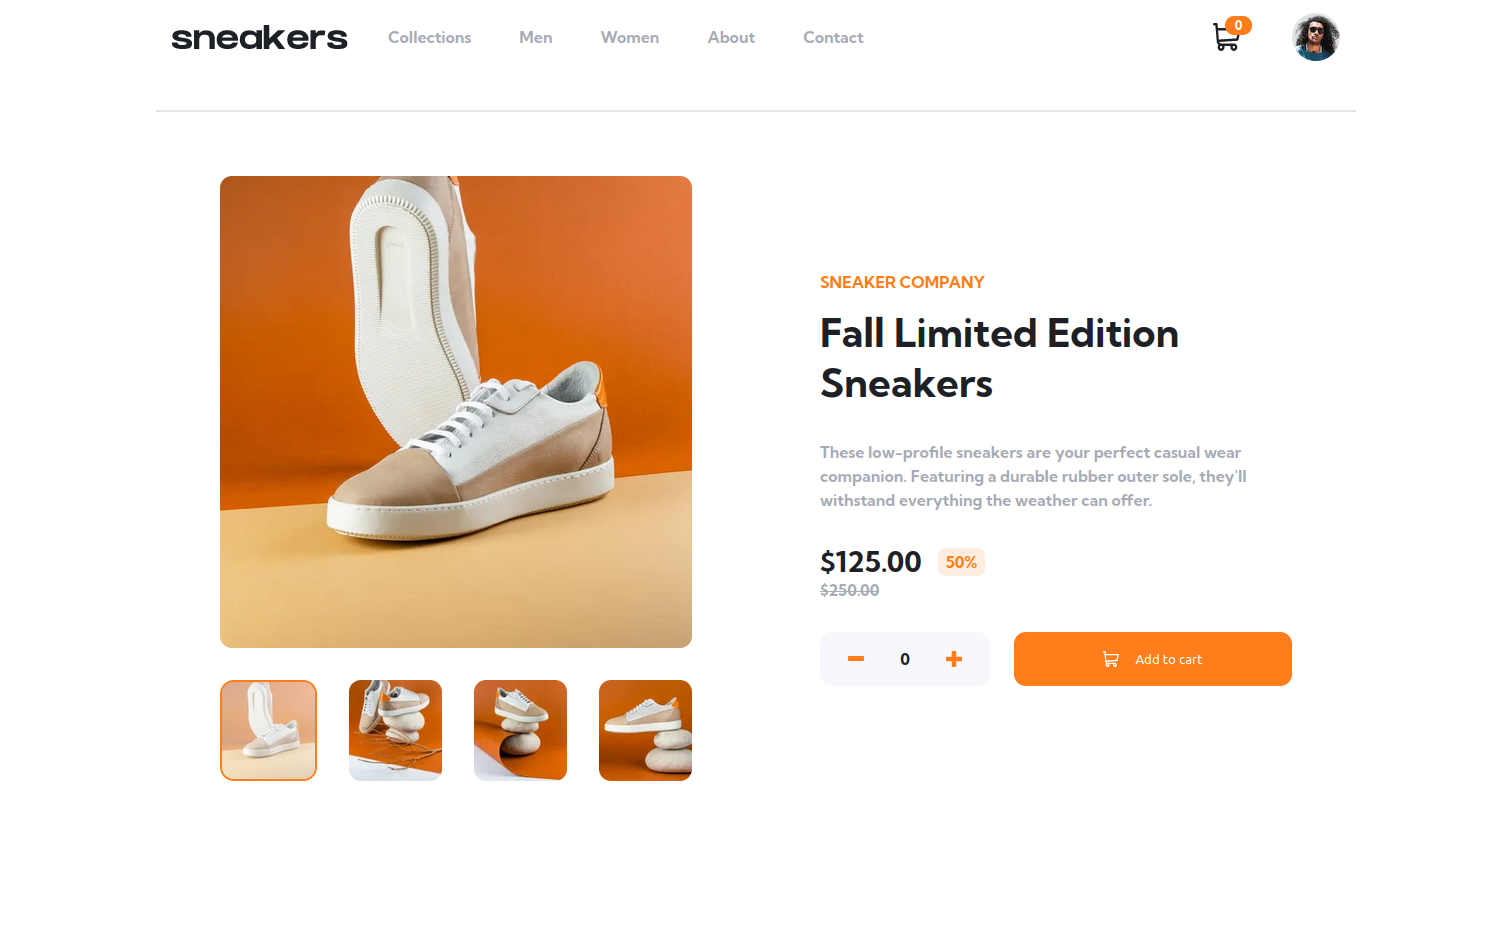 sneakers
Collections
Men
Women
About
Contact
0
SNEAKER COMPANY
Fall Limited Edition
Sneakers
These low-profile sneakers are your perfect casual wear
companion. Featuring a durable rubber outer sole, they'll
withstand everything the weather can offer.
$125.00 50%
$250.00
0
Add to cart